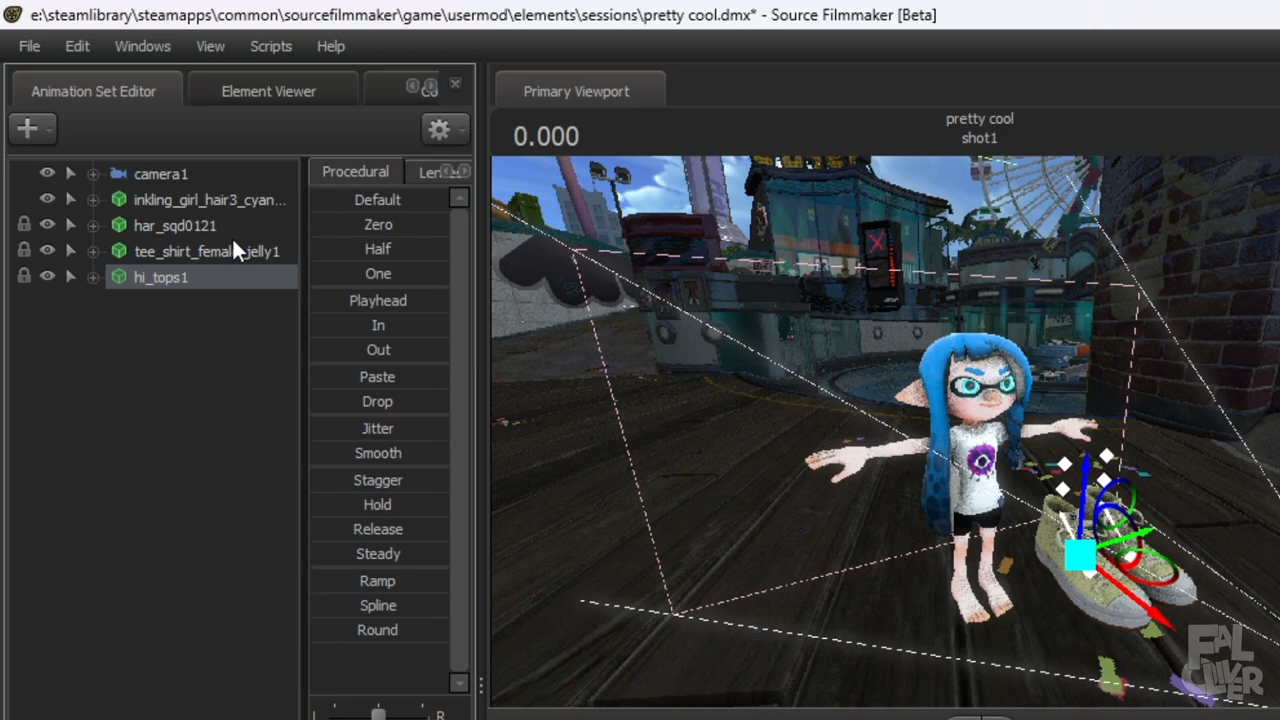 e:\steamlibrary\steamapps\common\sourcefilmmaker\game\usermod\elements\sessions\pretty cool.dmx* - Source Filmmaker [Beta]
File Edit Windows View Scripts Help
Animation Set Editor
Element Viewer
Primary Viewport
0.000
pretty cool
shot1
camera1
inkling_girl_hair3_cyan...
har_sqd0121
hi_tops1
Procedural
Default
Zero
Half
One
Playhead
In
Out
Paste
Drop
Jitter
Smooth
Stagger
Hold
Release
Steady
Ramp
Spline
Round
L R
FAL
CLIVER